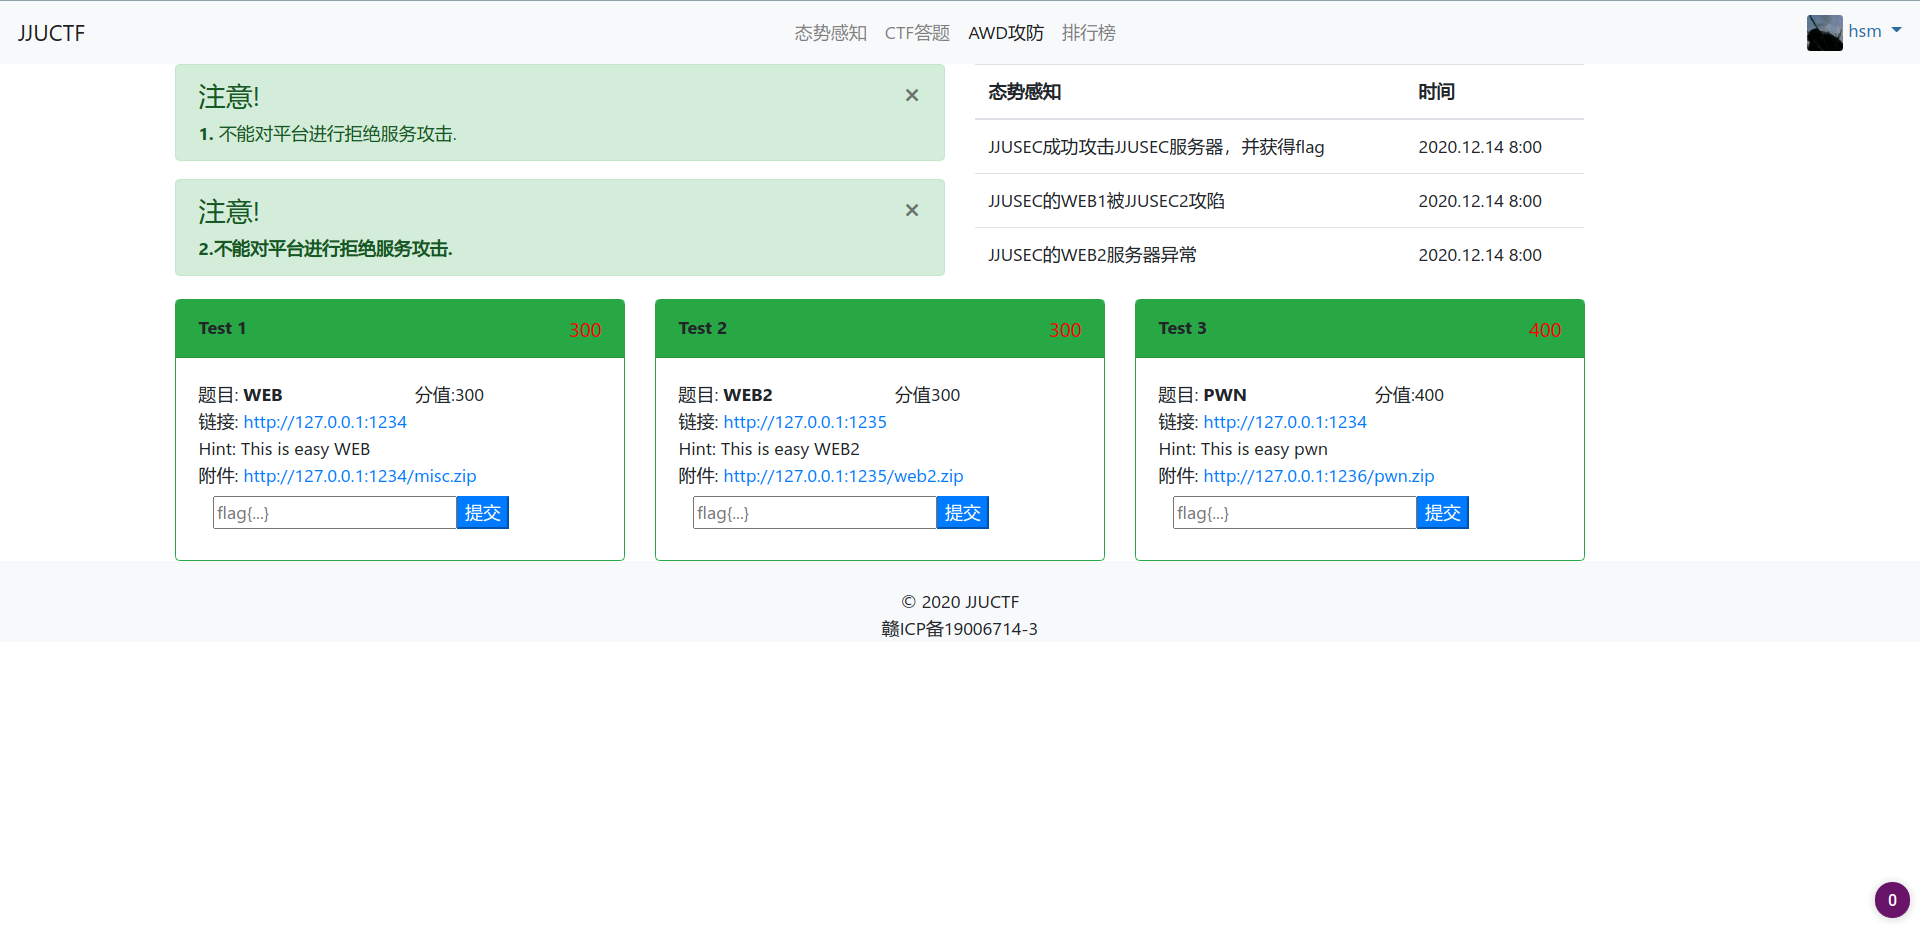 JJUCTF 态势感知 CTF答题 AWD攻防 排行榜 hsm
注意! ×
1. 不能对平台进行拒绝服务攻击.
注意! ×
2.不能对平台进行拒绝服务攻击.
态势感知 时间
JJUSEC成功攻击JJUSEC服务器，并获得flag 2020.12.14 8:00
JJUSEC的WEB1被JJUSEC2攻陷 2020.12.14 8:00
JJUSEC的WEB2服务器异常 2020.12.14 8:00
Test 1 300
题目: WEB 分值:300
链接: http://127.0.0.1:1234
Hint: This is easy WEB
附件: http://127.0.0.1:1234/misc.zip
flag{...} 提交
Test 2 300
题目: WEB2 分值300
链接: http://127.0.0.1:1235
Hint: This is easy WEB2
附件: http://127.0.0.1:1235/web2.zip
flag{...} 提交
Test 3 400
题目: PWN 分值:400
链接: http://127.0.0.1:1234
Hint: This is easy pwn
附件: http://127.0.0.1:1236/pwn.zip
flag{...} 提交
© 2020 JJUCTF
赣ICP备19006714-3
0